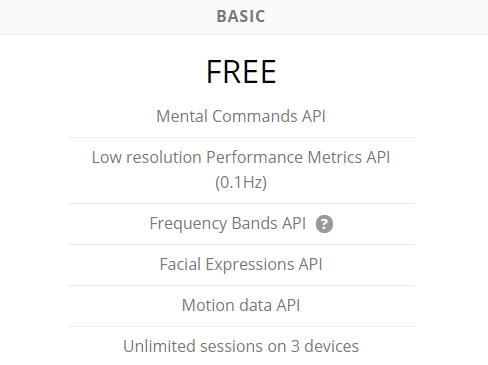 BASIC
FREE
Mental Commands API
Low resolution Performance Metrics API
(0.1Hz)
Frequency Bands API ?
Facial Expressions API
Motion data API
Unlimited sessions on 3 devices